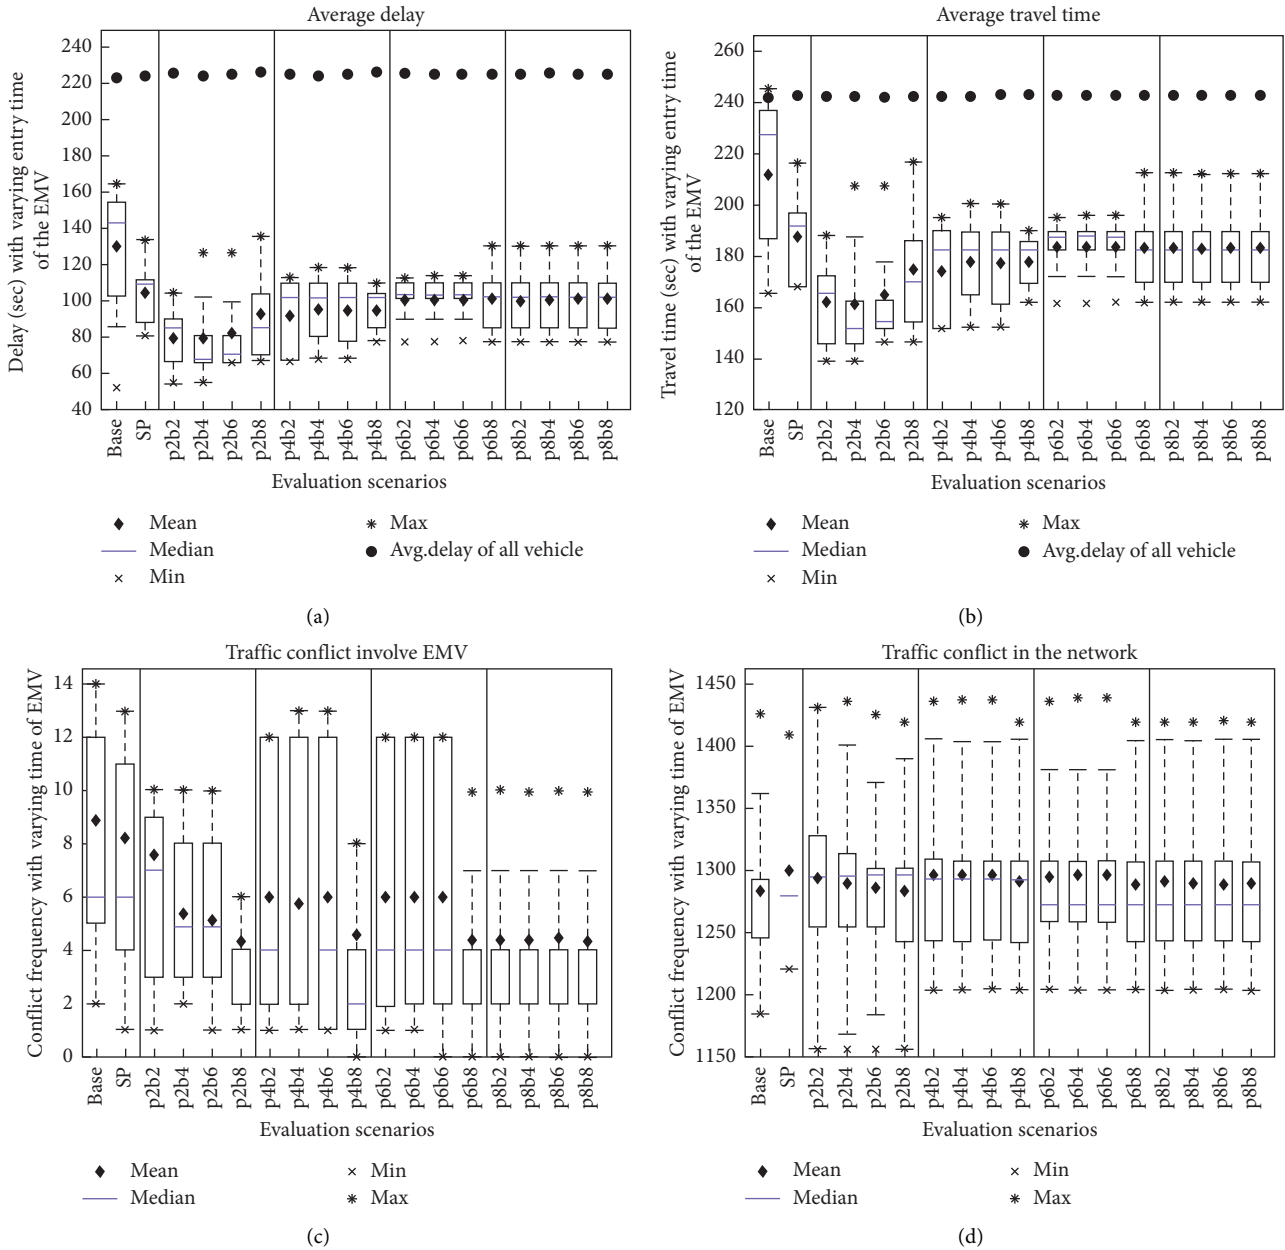 Average delay
Delay (sec) with varying entry time
of the EMV
240
220
200
180
160
140
120
100
80
60
40
Base
SP
p2b2
p2b4
p2b6
p2b8
p4b2
p4b4
p4b6
p4b8
p6b2
p6b4
p6b6
p6b8
p8b2
p8b4
p8b6
p8b8
Evaluation scenarios
Mean
Median
Min
Max
Avg.delay of all vehicle
(a)
Average travel time
Travel time (sec) with varying entry time
of the EMV
260
240
220
200
180
160
140
120
Base
SP
p2b2
p2b4
p2b6
p2b8
p4b2
p4b4
p4b6
p4b8
p6b2
p6b4
p6b6
p6b8
p8b2
p8b4
p8b6
p8b8
Evaluation scenarios
Mean
Median
Min
Max
Avg.delay of all vehicle
(b)
Traffic conflict involve EMV
Conflict frequency with varying time of EMV
14
12
10
8
6
4
2
0
Base
SP
p2b2
p2b4
p2b6
p2b8
p4b2
p4b4
p4b6
p4b8
p6b2
p6b4
p6b6
p6b8
p8b2
p8b4
p8b6
p8b8
Evaluation scenarios
Mean
Median
Min
Max
(c)
Traffic conflict in the network
Conflict frequency with varying time of EMV
1450
1400
1350
1300
1250
1200
1150
Base
SP
p2b2
p2b4
p2b6
p2b8
p4b2
p4b4
p4b6
p4b8
p6b2
p6b4
p6b6
p6b8
p8b2
p8b4
p8b6
p8b8
Evaluation scenarios
Mean
Median
Min
Max
(d)